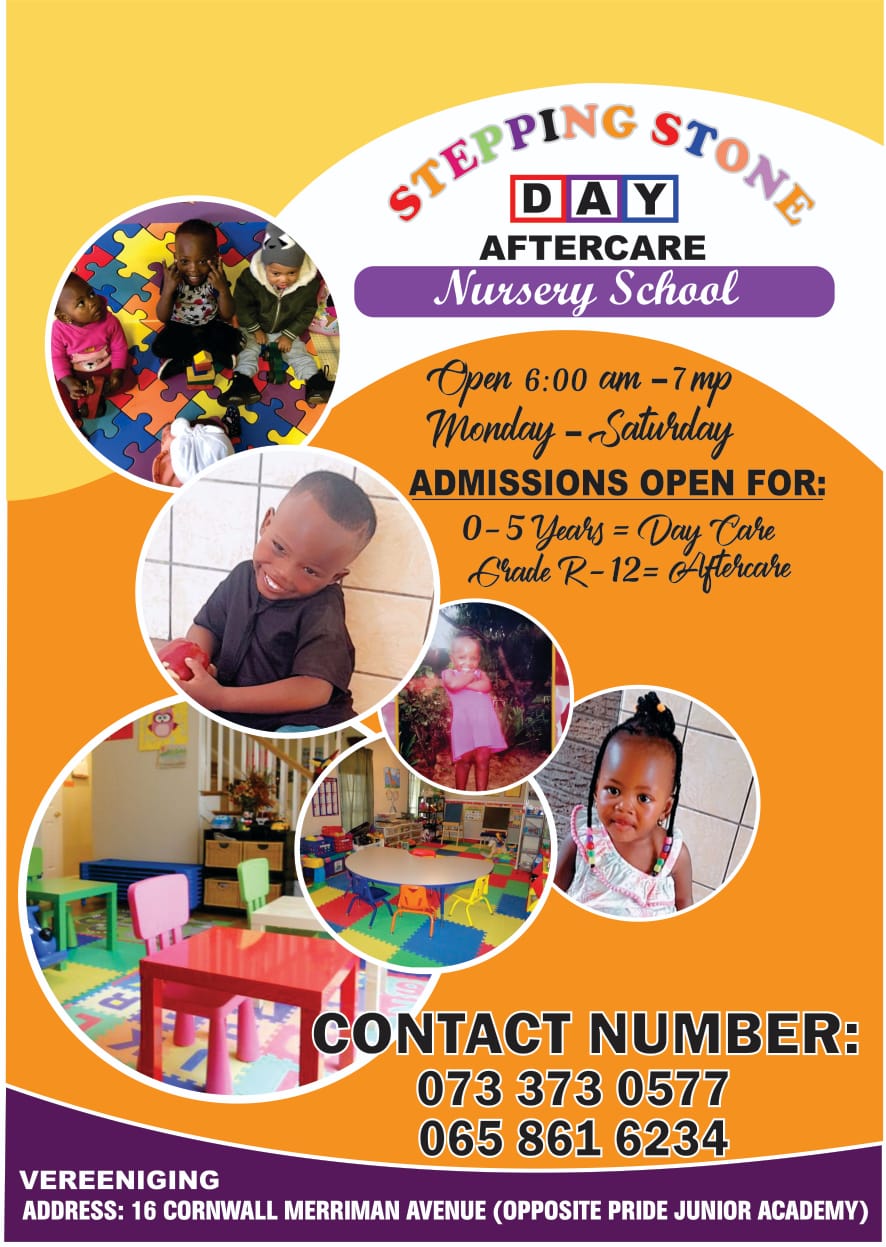 STEPPING STONE
DAY
AFTERCARE
Nursery School
Open 6:00 am - 7 mp
Monday - Saturday
ADMISSIONS OPEN FOR:
0 - 5 Years = Day Care
Grade R - 12 = Aftercare
CONTACT NUMBER:
073 373 0577
065 861 6234
VEREENIGING
ADDRESS: 16 CORNWALL MERRIMAN AVENUE (OPPOSITE PRIDE JUNIOR ACADEMY)